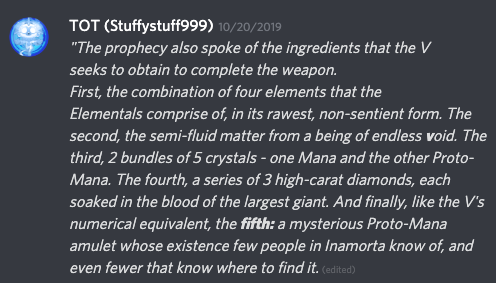 TOT (Stuffystuff999) 10/20/2019
"The prophecy also spoke of the ingredients that the V
seeks to obtain to complete the weapon.
First, the combination of four elements that the
Elementals comprise of, in its rawest, non-sentient form. The
second, the semi-fluid matter from a being of endless void. The
third, 2 bundles of 5 crystals - one Mana and the other Proto-
Mana. The fourth, a series of 3 high-carat diamonds, each
soaked in the blood of the largest giant. And finally, like the V's
numerical equivalent, the fifth: a mysterious Proto-Mana
amulet whose existence few people in Inamorta know of, and
even fewer that know where to find it. (edited)